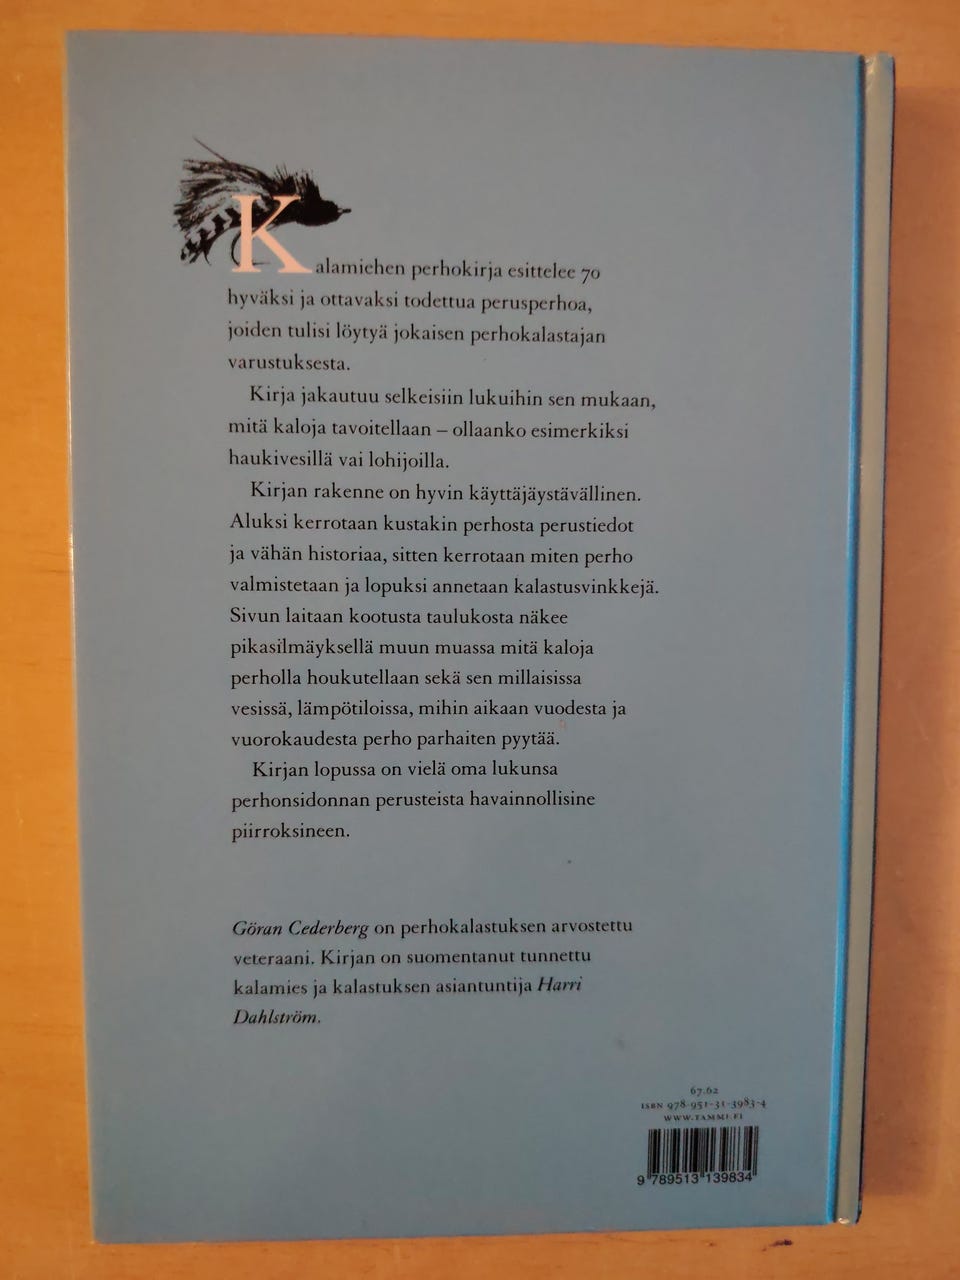 Kalamiehen perhokirja esittelee 70
hyväksi ja ottavaksi todettua perusperhoa,
joiden tulisi löytyä jokaisen perhokalastajan
varustuksesta.
Kirja jakautuu selkeisiin lukuihin sen mukaan,
mitä kaloja tavoitellaan – ollaanko esimerkiksi
haukivesillä vai lohijoilla.
Kirjan rakenne on hyvin käyttäjäystävällinen.
Aluksi kerrotaan kustakin perhosta perustiedot
ja vähän historiaa, sitten kerrotaan miten perho
valmistetaan ja lopuksi annetaan kalastusvinkkejä.
Sivun laitaan kootusta taulukosta näkee
pikasilmäyksellä muun muassa mitä kaloja
perholla houkutellaan sekä sen millaisissa
vesissä, lämpötiloissa, mihin aikaan vuodesta ja
vuorokaudesta perho parhaiten pyytää.
Kirjan lopussa on vielä oma lukunsa
perhonsidonnan perusteista havainnollisine
piirroksineen.
Göran Cederberg on perhokalastuksen arvostettu
veteraani. Kirjan on suomentanut tunnettu
kalamies ja kalastuksen asiantuntija Harri
Dahlström.
67.62
ISBN 978-951-31-3983-4
WWW.TAMMI.FI
9 789513 139834